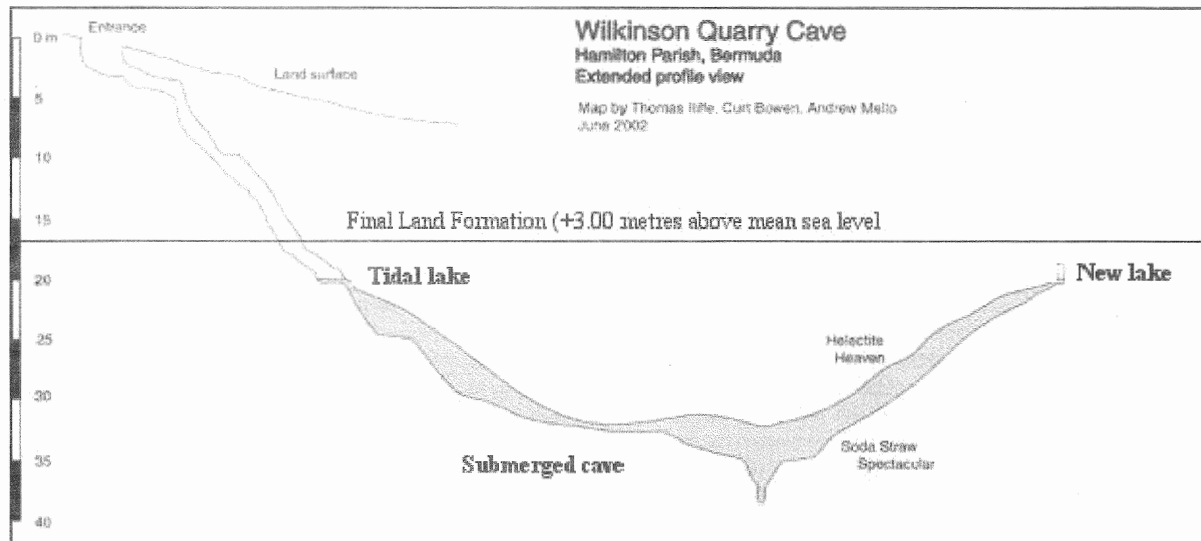 Wilkinson Quarry Cave
Hamilton Parish, Bermuda
Extended profile view
Map by Thomas Iliffe, Curt Bowen, Andrew Mello
June 2002
Entrance
0 m
Land surface
5
10
15
Final Land Formation (+3.00 metres above mean sea level
20
Tidal lake
New lake
25
Helectite
Heaven
30
Soda Straw
Spectacular
35
Submerged cave
40